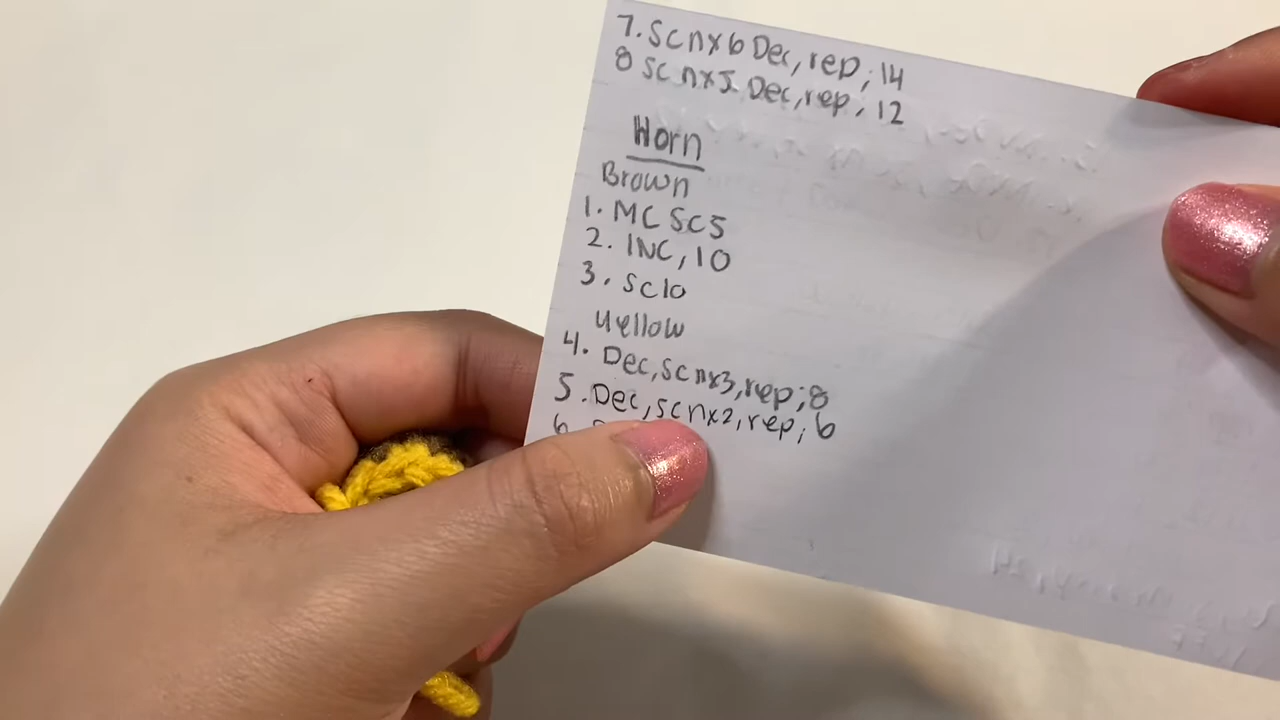 7. Scnx6 Dec, rep; 14
8 Scnx5 Dec, rep; 12
Horn
Brown
1. MC SC5
2. INC, 10
3. SC10
Yellow
4. Dec, scnx3, rep; 8
5. Dec, scnx2, rep; 6
6.